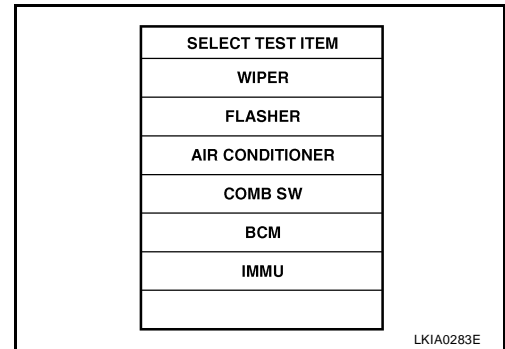 SELECT TEST ITEM
WIPER
FLASHER
AIR CONDITIONER
COMB SW
BCM
IMMU
LKIA0283E